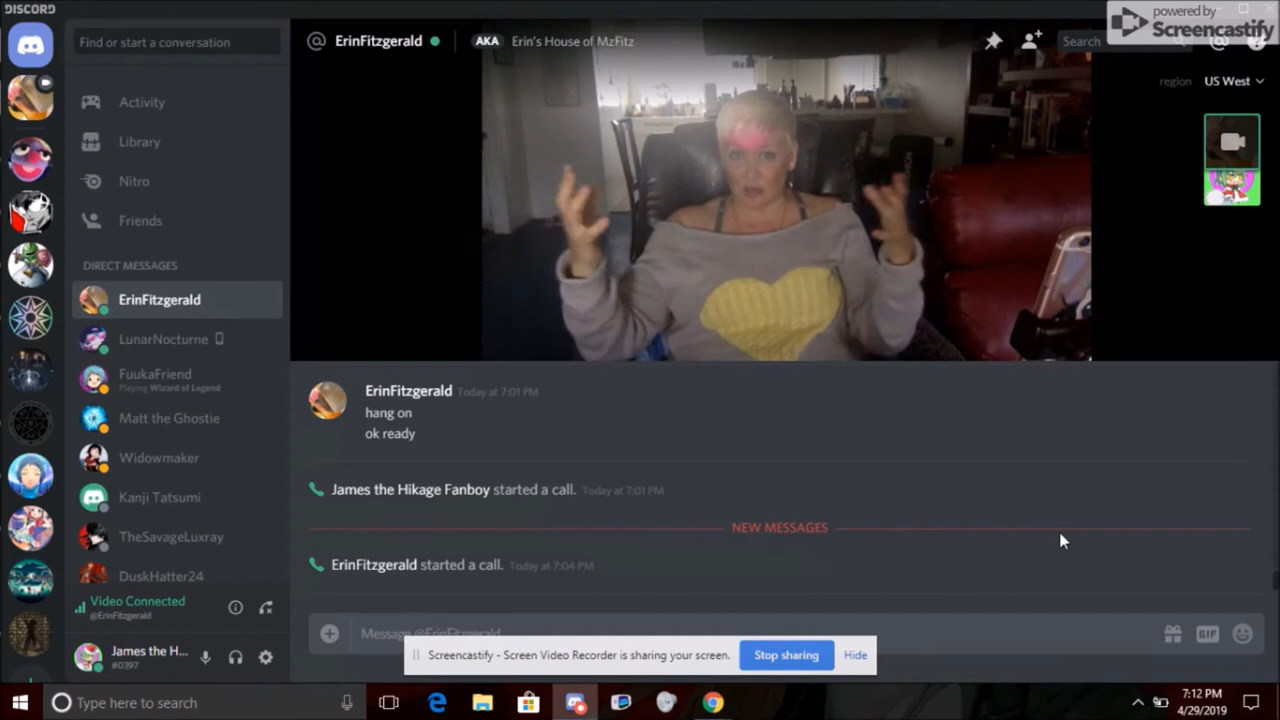 DISCORD
powered by
Screencastify
Find or start a conversation
ErinFitzgerald
AKA Erin's House of MzFitz
Search
region US West
Activity
Library
Nitro
Friends
DIRECT MESSAGES
ErinFitzgerald
LunarNocturne
FuukaFriend
Playing Wizard of Legend
Matt the Ghostie
Widowmaker
Kanji Tatsumi
TheSavageLuxray
DuskHatter24
Video Connected
@ErinFitzgerald
James the H...
#0397
ErinFitzgerald Today at 7:01 PM
hang on
ok ready
James the Hikage Fanboy started a call. Today at 7:01 PM
NEW MESSAGES
ErinFitzgerald started a call. Today at 7:04 PM
Message @ErinFitzgerald
GIF
Screencastify - Screen Video Recorder is sharing your screen.
Stop sharing
Hide
Type here to search
7:12 PM
4/29/2019